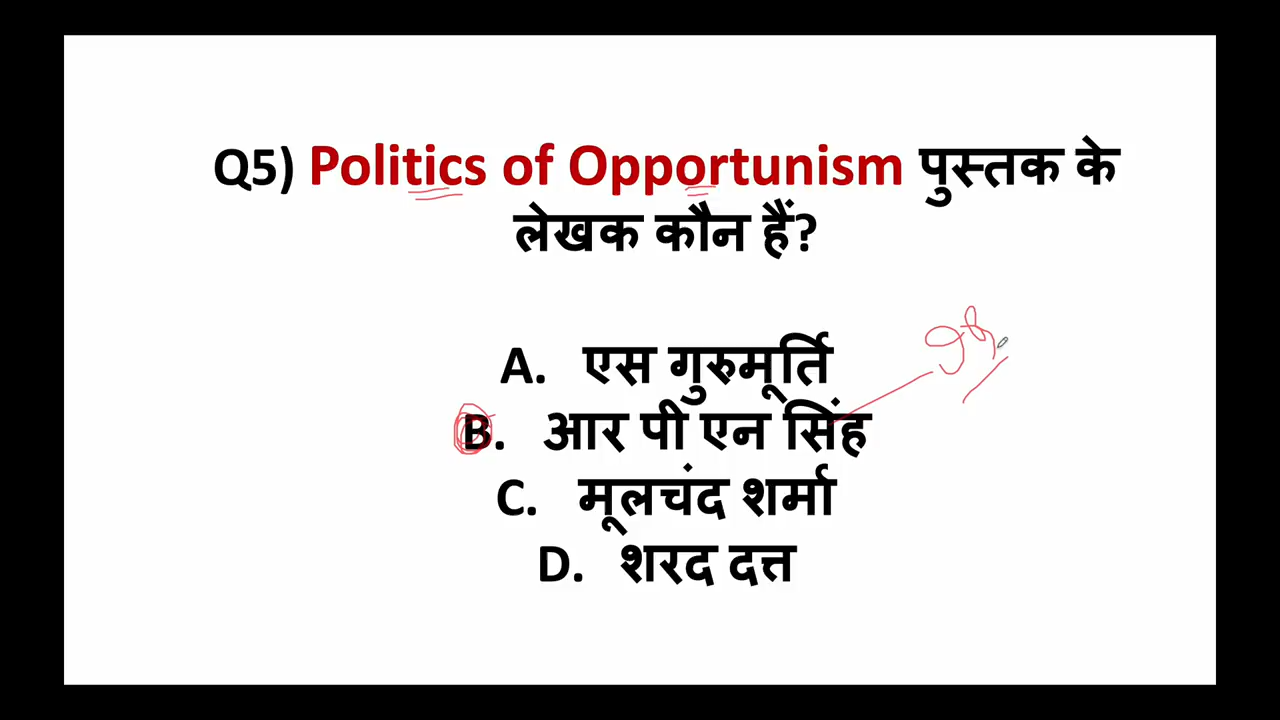 Q5) Politics of Opportunism पुस्तक के
लेखक कौन हैं?
A. एस गुरुमूर्ति
B. आर पी एन सिंह
C. मूलचंद शर्मा
D. शरद दत्त